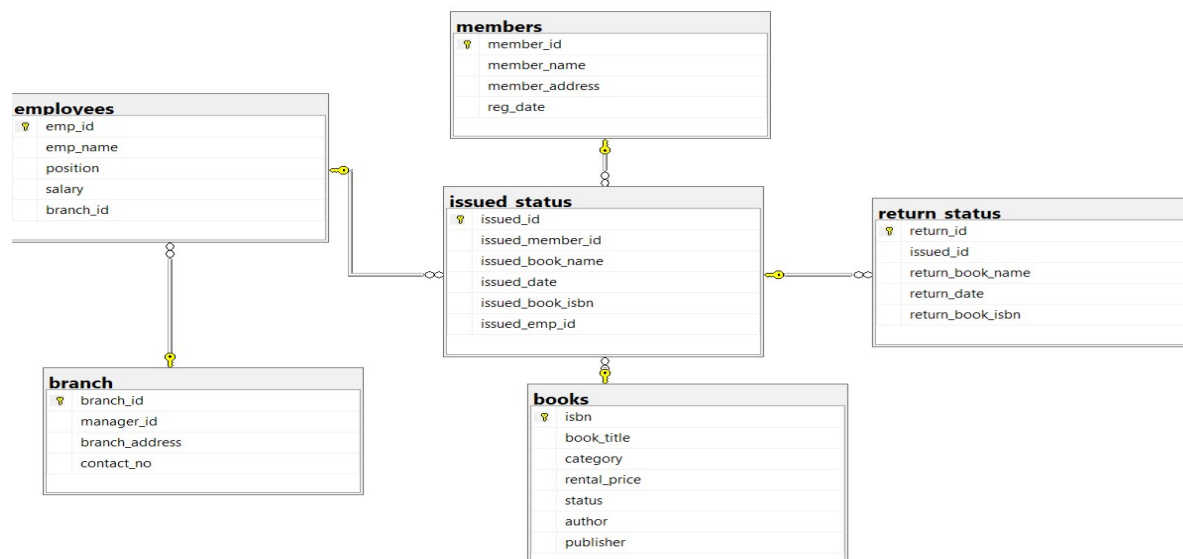 members
member_id
member_name
member_address
reg_date
employees
emp_id
emp_name
position
salary
branch_id
issued_status
issued_id
issued_member_id
issued_book_name
issued_date
issued_book_isbn
issued_emp_id
return_status
return_id
issued_id
return_book_name
return_date
return_book_isbn
branch
branch_id
manager_id
branch_address
contact_no
books
isbn
book_title
category
rental_price
status
author
publisher